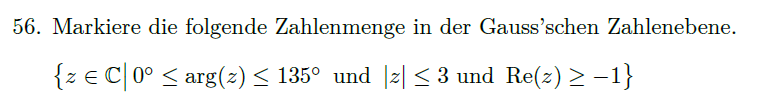 56. Markiere die folgende Zahlenmenge in der Gauss'schen Zahlenebene.
{z ∈ ℂ| 0° ≤ arg(z) ≤ 135° und |z| ≤ 3 und Re(z) ≥ −1}